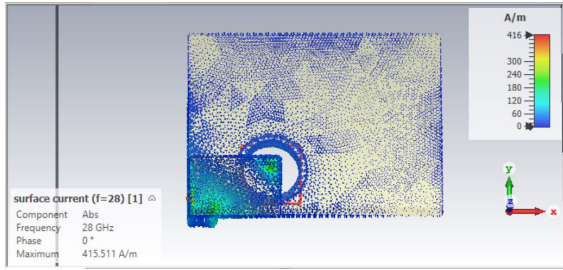 A/m
416
300
240
180
120
60
0
y
z
x
surface current (f=28) [1]
Component Abs
Frequency 28 GHz
Phase 0 °
Maximum 415.511 A/m